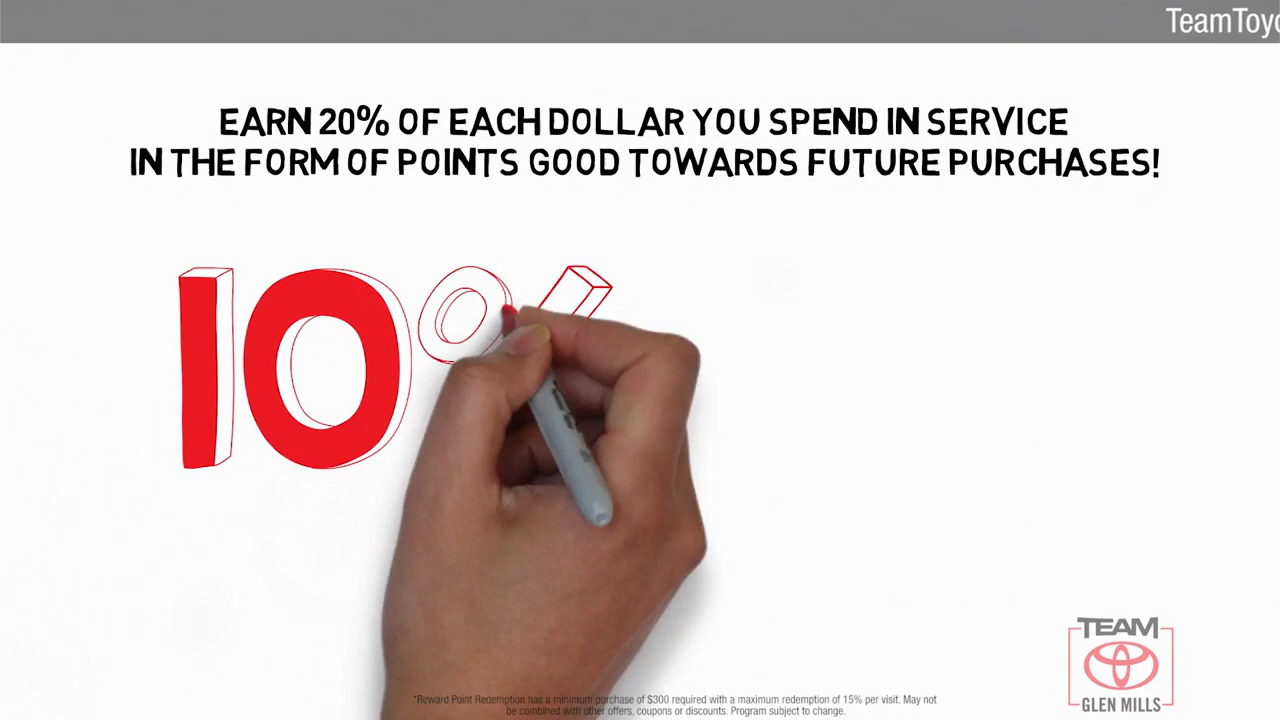 TeamToyo
EARN 20% OF EACH DOLLAR YOU SPEND IN SERVICE
IN THE FORM OF POINTS GOOD TOWARDS FUTURE PURCHASES!
10%
*Reward Point Redemption has a minimum purchase of $300 required with a maximum redemption of 15% per visit. May not
be combined with other offers, coupons or discounts. Program subject to change.
TEAM
GLEN MILLS